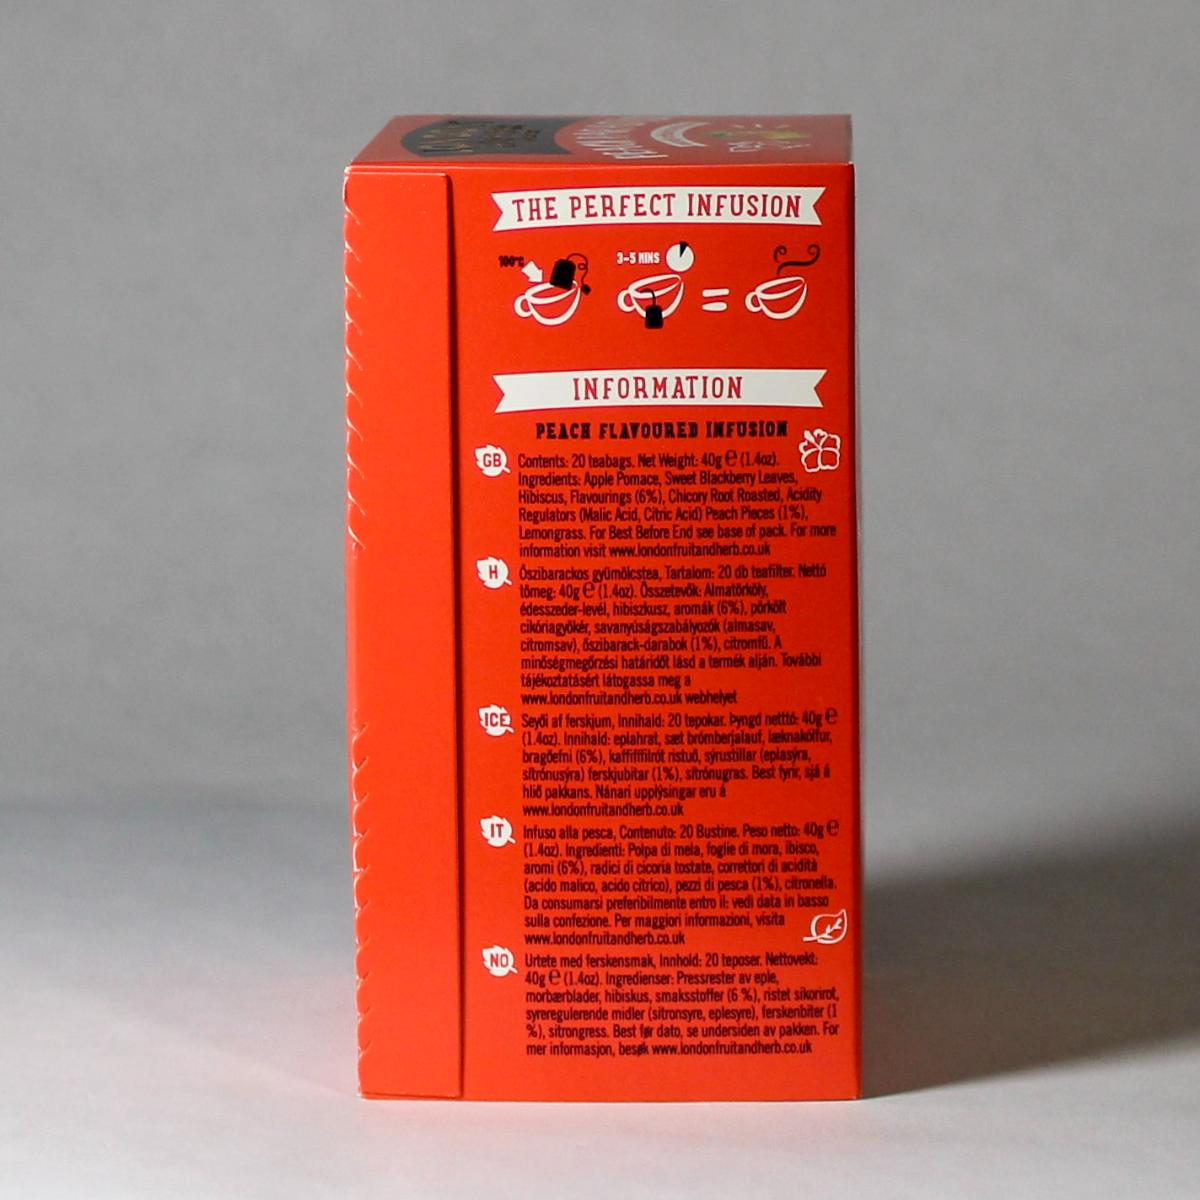 THE PERFECT INFUSION
100°C
3-5 MINS
INFORMATION
PEACH FLAVOURED INFUSION
GB
Contents: 20 teabags. Net Weight: 40g ℮ (1.4oz).
Ingredients: Apple Pomace, Sweet Blackberry Leaves,
Hibiscus, Flavourings (6%), Chicory Root Roasted, Acidity
Regulators (Malic Acid, Citric Acid) Peach Pieces (1%),
Lemongrass. For Best Before End see base of pack. For more
information visit www.londonfruitandherb.co.uk
H
Őszibarackos gyümölcstea, Tartalom: 20 db teafilter. Nettó
tömeg: 40g ℮ (1.4oz). Összetevők: Almatörköly,
édesszeder-levél, hibiszkusz, aromák (6%), pörkölt
cikóriagyökér, savanyúságszabályozók (almasav,
citromsav), őszibarack-darabok (1%), citromfű. A
minőségmegőrzési határidőt lásd a termék alján. További
tájékoztatásért látogassa meg a
www.londonfruitandherb.co.uk webhelyet
ICE
Seyði af ferskjum, Innihald: 20 tepokar. Þyngd netttó: 40g ℮
(1.4oz). Innihald: eplahrat, sæt brómberjalauf, læknakólfur,
bragðefni (6%), kaffifífilrót ristuð, sýrustillar (eplasýra,
sítrónusýra) ferskjubitar (1%), sítrónugras. Best fyrir, sjá á
hlið pakkans. Nánari upplýsingar eru á
www.londonfruitandherb.co.uk
IT
Infuso alla pesca, Contenuto: 20 Bustine. Peso netto: 40g ℮
(1.4oz). Ingredienti: Polpa di mela, foglie di mora, ibisco,
aromi (6%), radici di cicoria tostate, correttori di acidità
(acido malico, acido citrico), pezzi di pesca (1%), citronella.
Da consumarsi preferibilmente entro il: vedi data in basso
sulla confezione. Per maggiori informazioni, visita
www.londonfruitandherb.co.uk
NO
Urtete med ferskensmak, Innhold: 20 teposer. Nettovekt:
40g ℮ (1.4oz). Ingredienser: Pressrester av eple,
morbærblader, hibiskus, smaksstoffer (6 %), ristet sikorirot,
syreregulerende midler (sitronsyre, eplesyre), ferskenbiter (1
%), sitrongress. Best før dato, se undersiden av pakken. For
mer informasjon, besøk www.londonfruitandherb.co.uk